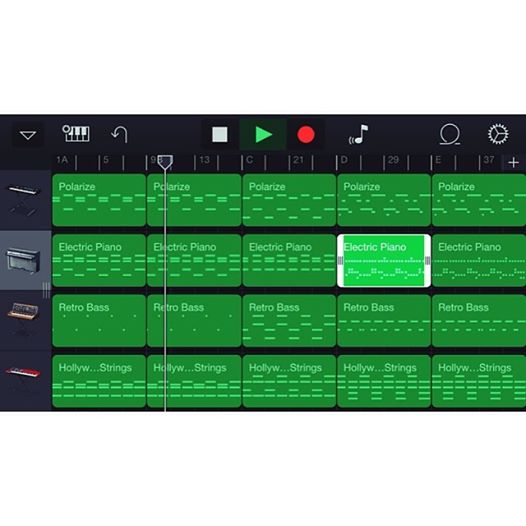 1A 5 9B 13 C 21 D 29 E 37 +
Polarize Polarize Polarize Polarize Polarize
Electric Piano Electric Piano Electric Piano Electric Piano Electric Piano
Retro Bass Retro Bass Retro Bass Retro Bass Retro Bass
Hollyw…Strings Hollyw…Strings Hollyw…Strings Hollyw…Strings Hollyw…Strings